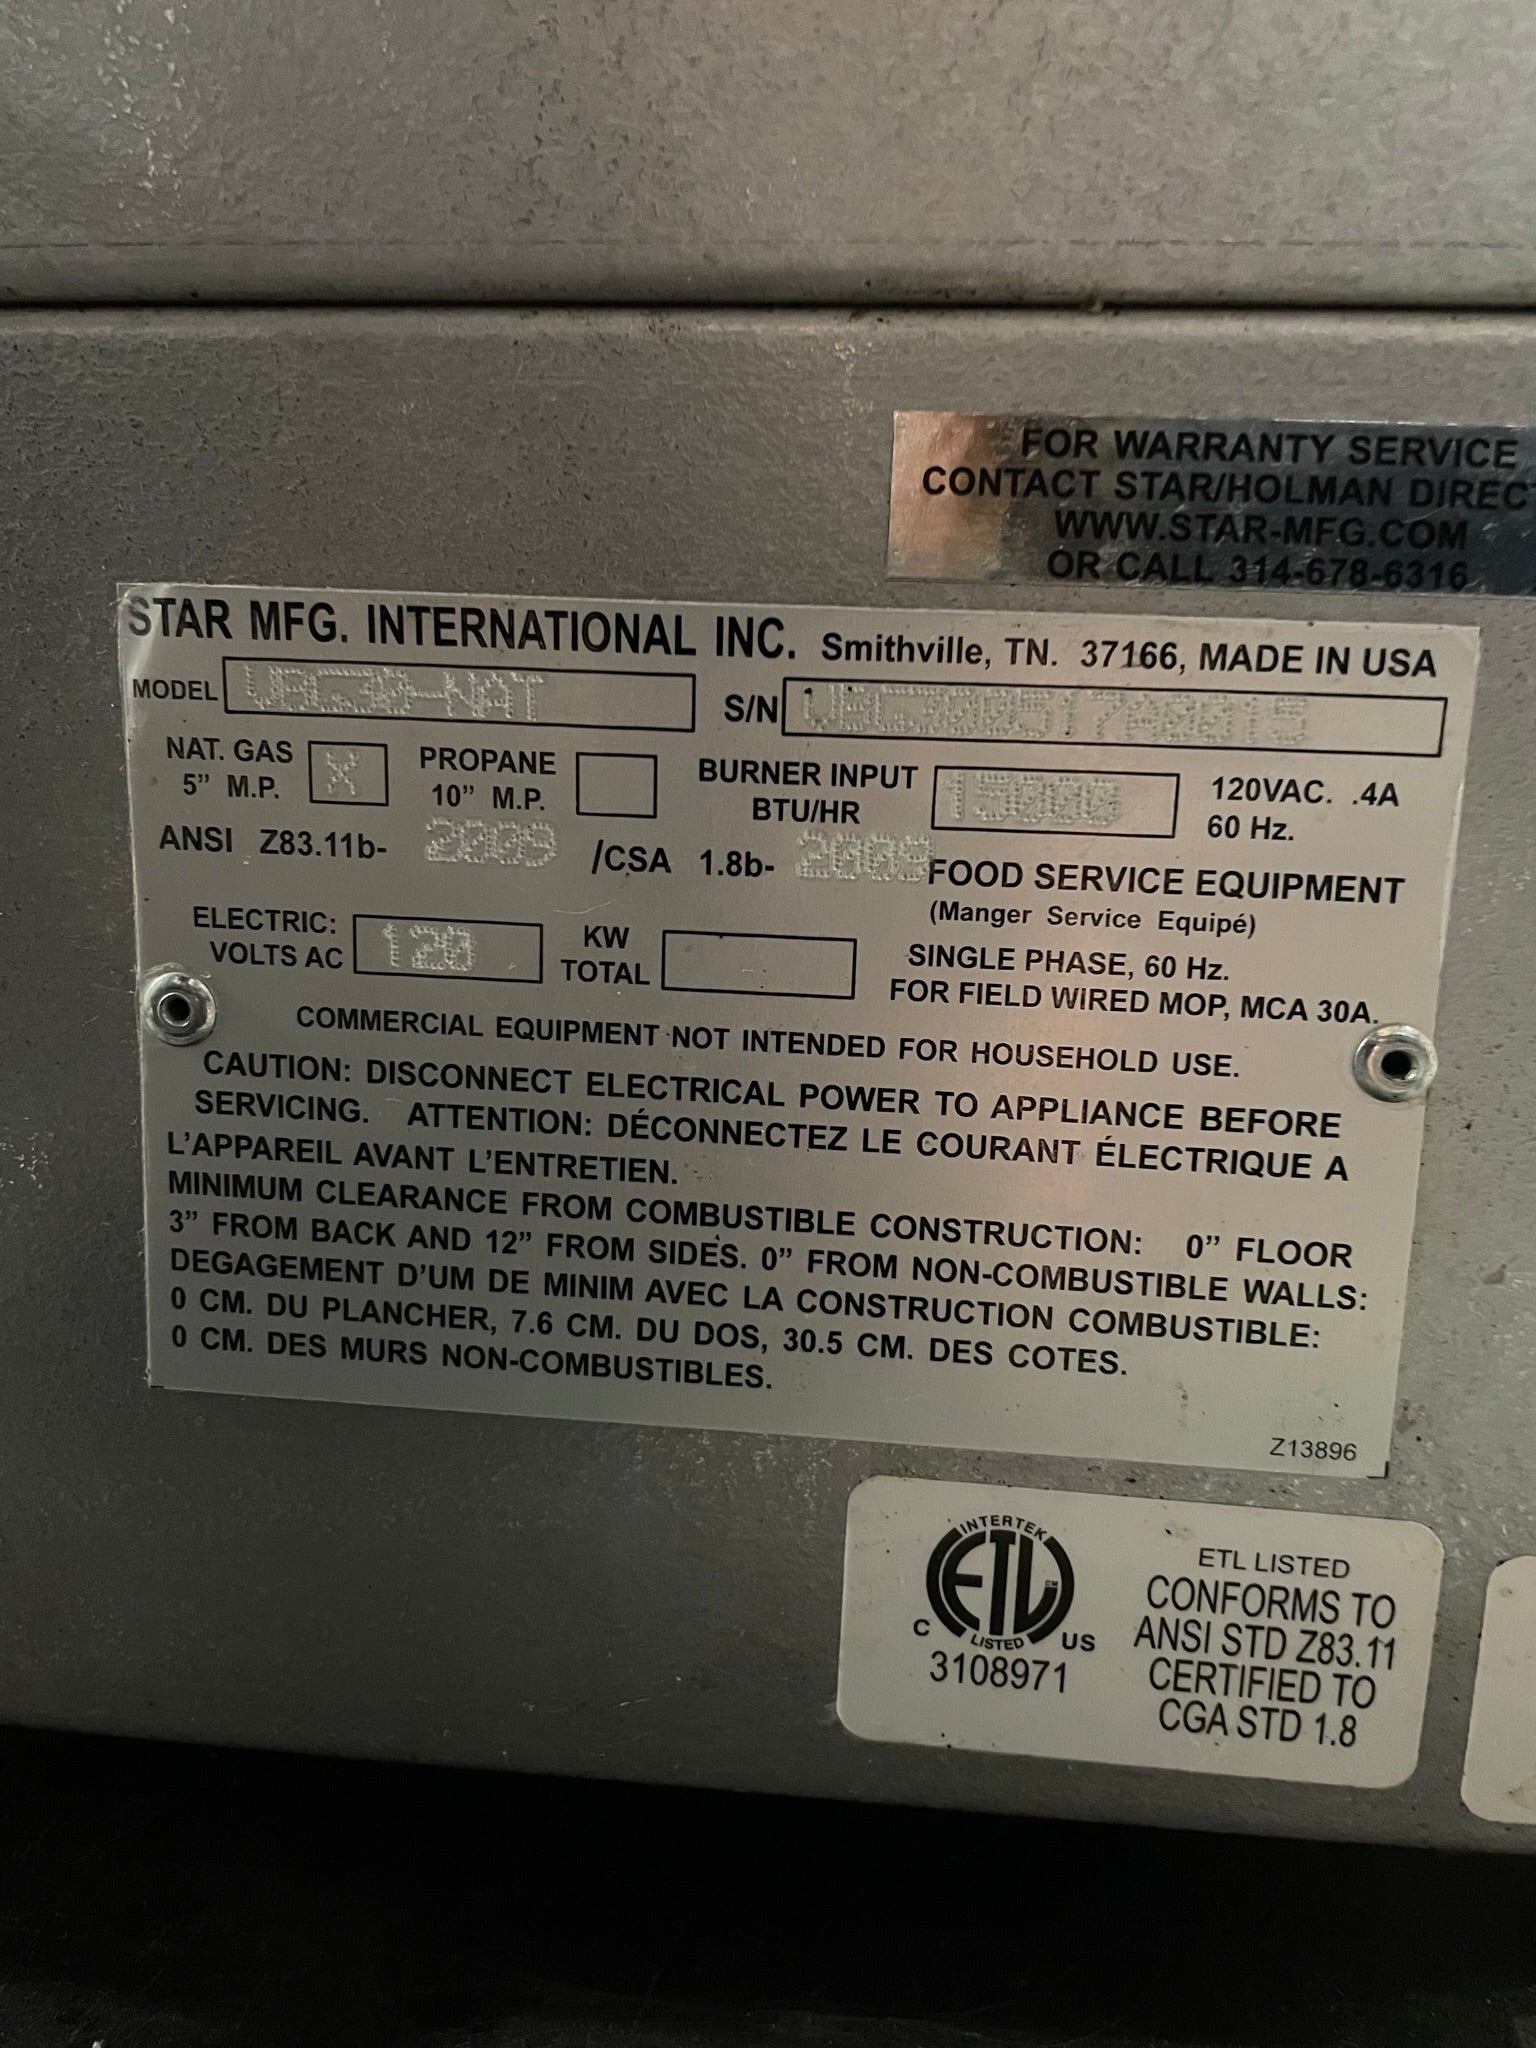 FOR WARRANTY SERVICE
CONTACT STAR/HOLMAN DIREC
WWW.STAR-MFG.COM
OR CALL 314-678-6316
STAR MFG. INTERNATIONAL INC. Smithville, TN. 37166, MADE IN USA
MODEL UBC30-NAT S/N
NAT. GAS 5" M.P. X PROPANE 10" M.P. BURNER INPUT BTU/HR 15000 120VAC. .4A
60 Hz.
ANSI Z83.11b- 2009 /CSA 1.8b- 2009 FOOD SERVICE EQUIPMENT
(Manger Service Equipé)
ELECTRIC: VOLTS AC 120 KW TOTAL SINGLE PHASE, 60 Hz.
FOR FIELD WIRED MOP, MCA 30A.
COMMERCIAL EQUIPMENT NOT INTENDED FOR HOUSEHOLD USE.
CAUTION: DISCONNECT ELECTRICAL POWER TO APPLIANCE BEFORE
SERVICING. ATTENTION: DÉCONNECTEZ LE COURANT ÉLECTRIQUE A
L'APPAREIL AVANT L'ENTRETIEN.
MINIMUM CLEARANCE FROM COMBUSTIBLE CONSTRUCTION: 0" FLOOR
3" FROM BACK AND 12" FROM SIDES. 0" FROM NON-COMBUSTIBLE WALLS:
DEGAGEMENT D'UM DE MINIM AVEC LA CONSTRUCTION COMBUSTIBLE:
0 CM. DU PLANCHER, 7.6 CM. DU DOS, 30.5 CM. DES COTES.
0 CM. DES MURS NON-COMBUSTIBLES.
Z13896
INTERTEK
ETL CM
LISTED
C US
3108971
ETL LISTED
CONFORMS TO
ANSI STD Z83.11
CERTIFIED TO
CGA STD 1.8